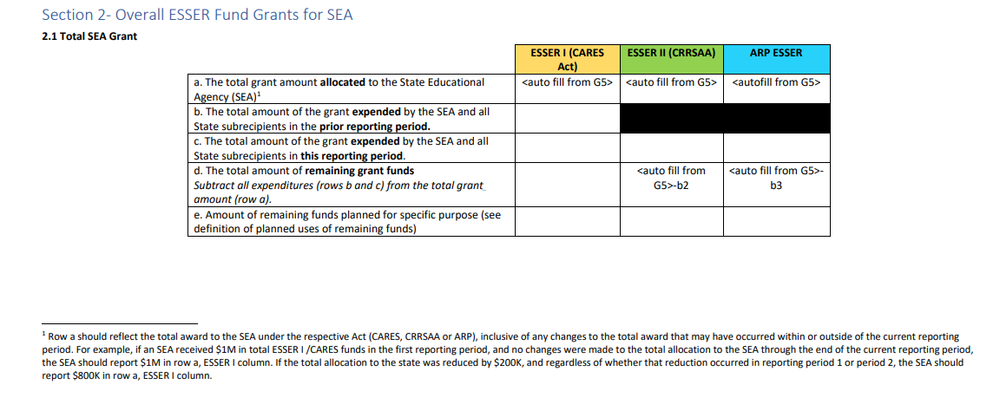 Section 2- Overall ESSER Fund Grants for SEA
2.1 Total SEA Grant
ESSER I (CARES
Act)
ESSER II (CRRSAA)
ARP ESSER
a. The total grant amount allocated to the State Educational
Agency (SEA)1
<auto fill from G5>
<auto fill from G5>
<autofill from G5>
b. The total amount of the grant expended by the SEA and all
State subrecipients in the prior reporting period.
c. The total amount of the grant expended by the SEA and all
State subrecipients in this reporting period.
d. The total amount of remaining grant funds
Subtract all expenditures (rows b and c) from the total grant
amount (row a).
<auto fill from
G5>-b2
<auto fill from G5>-
b3
e. Amount of remaining funds planned for specific purpose (see
definition of planned uses of remaining funds)
1 Row a should reflect the total award to the SEA under the respective Act (CARES, CRRSAA or ARP), inclusive of any changes to the total award that may have occurred within or outside of the current reporting
period. For example, if an SEA received $1M in total ESSER I /CARES funds in the first reporting period, and no changes were made to the total allocation to the SEA through the end of the current reporting period,
the SEA should report $1M in row a, ESSER I column. If the total allocation to the state was reduced by $200K, and regardless of whether that reduction occurred in reporting period 1 or period 2, the SEA should
report $800K in row a, ESSER I column.